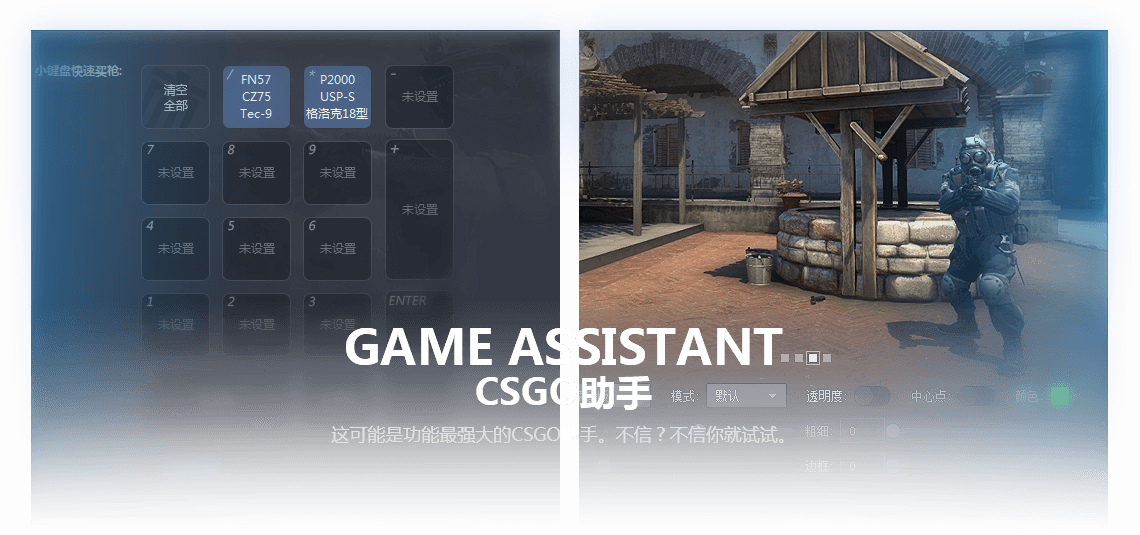 小键盘快速买枪:
清空
全部
/
FN57
CZ75
Tec-9
*
P2000
USP-S
格洛克18型
-
未设置
7
未设置
8
未设置
9
未设置
+
未设置
4
未设置
5
未设置
6
未设置
1
未设置
2
未设置
3
未设置
ENTER
GAME ASSISTANT
CSGO助手
模式:
默认
透明度:
中心点:
颜色:
这可能是功能最强大的CSGO助手。不信？不信你就试试。
粗细:
0
边框:
0